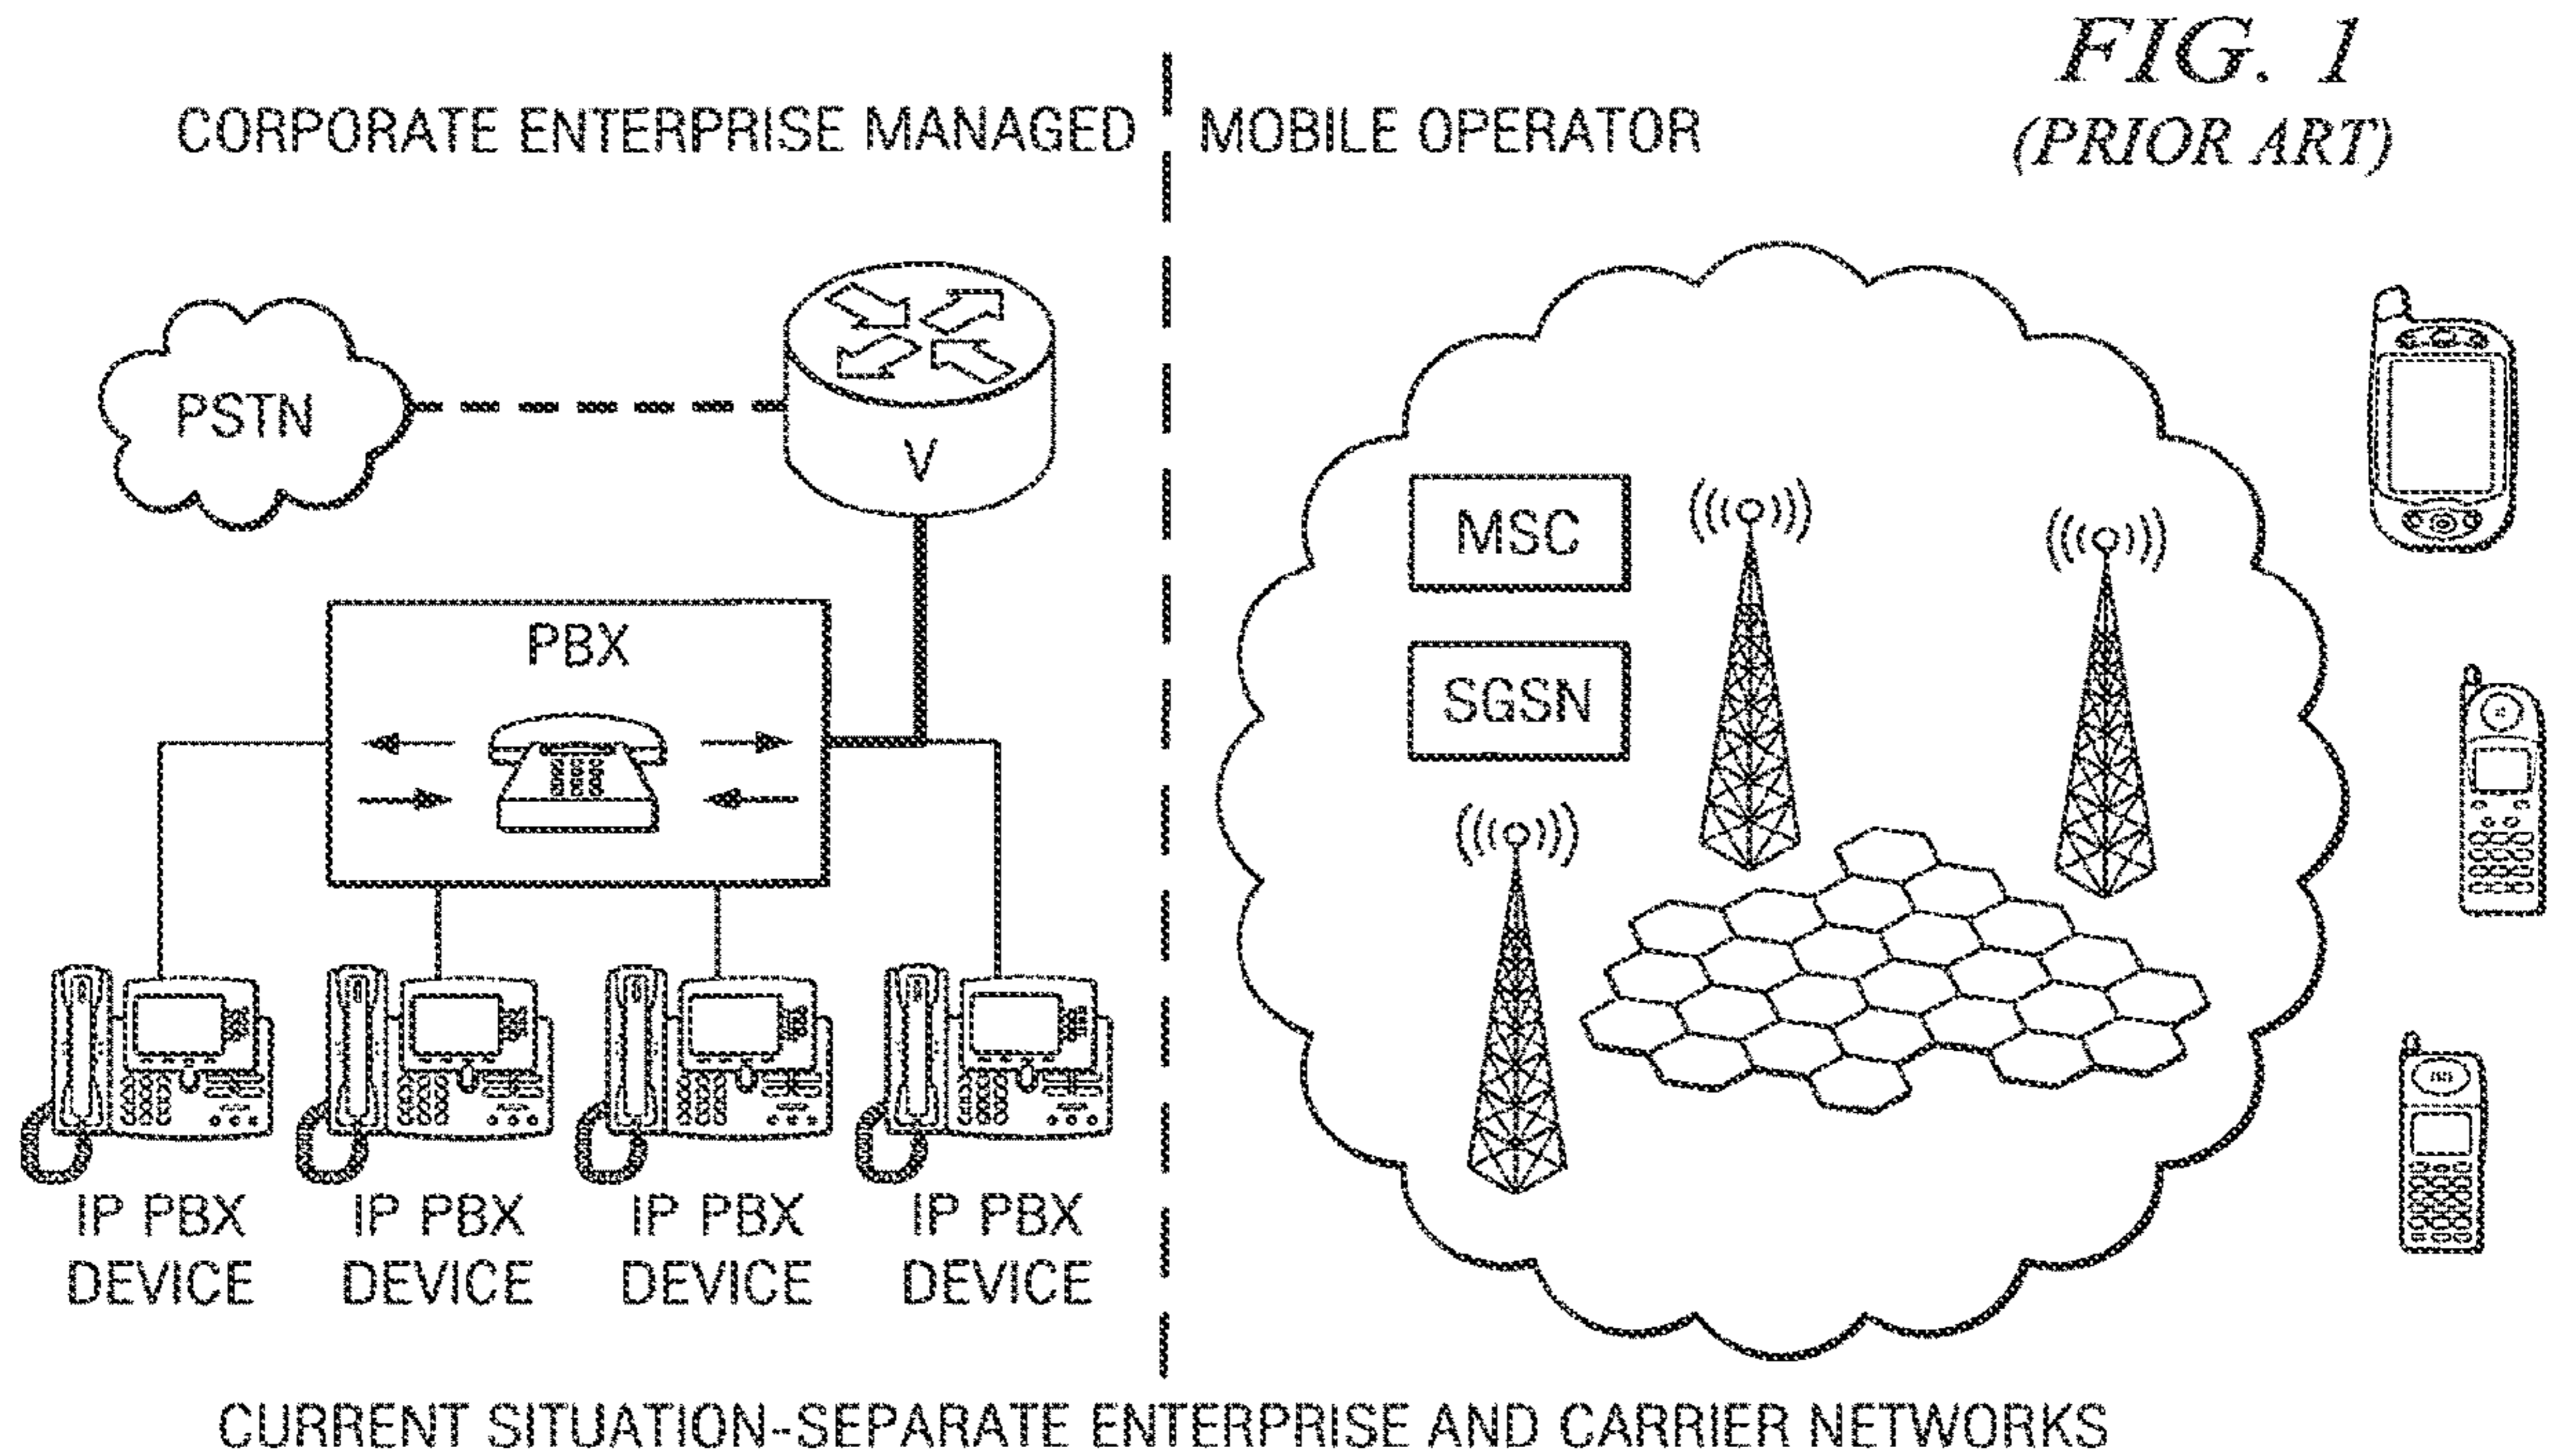 FIG. 1
(PRIOR ART)
CORPORATE ENTERPRISE MANAGED
MOBILE OPERATOR
PSTN
V
MSC
PBX
SGSN
IP PBX
DEVICE
IP PBX
DEVICE
IP PBX
DEVICE
IP PBX
DEVICE
CURRENT SITUATION-SEPARATE ENTERPRISE AND CARRIER NETWORKS